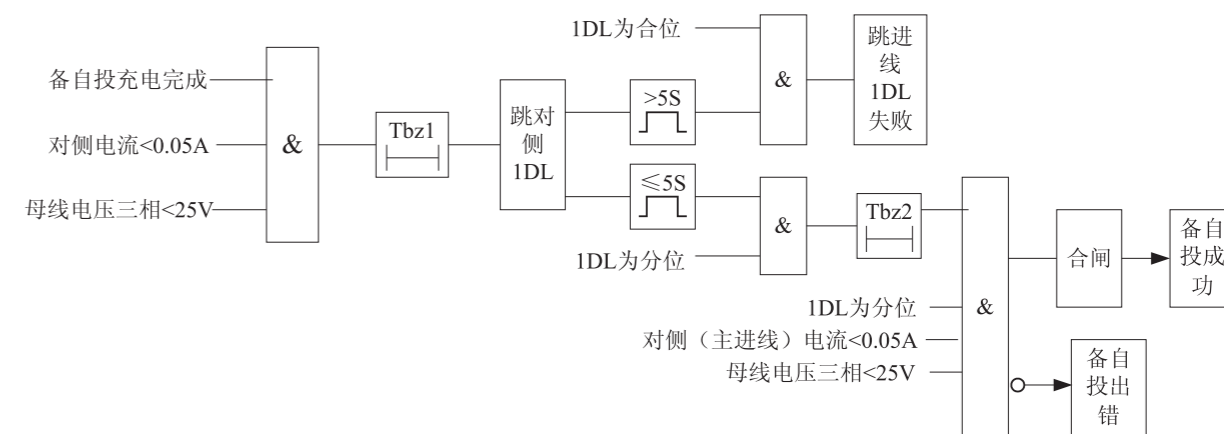 1DL为合位
跳进
线
1DL
失败
备自投充电完成
对侧电流<0.05A
母线电压三相<25V
&
Tbz1
跳对
侧
1DL
>5S
&
≤5S
1DL为分位
&
Tbz2
1DL为分位
对侧（主进线）电流<0.05A
母线电压三相<25V
&
合闸
备自
投成
功
备自
投出
错